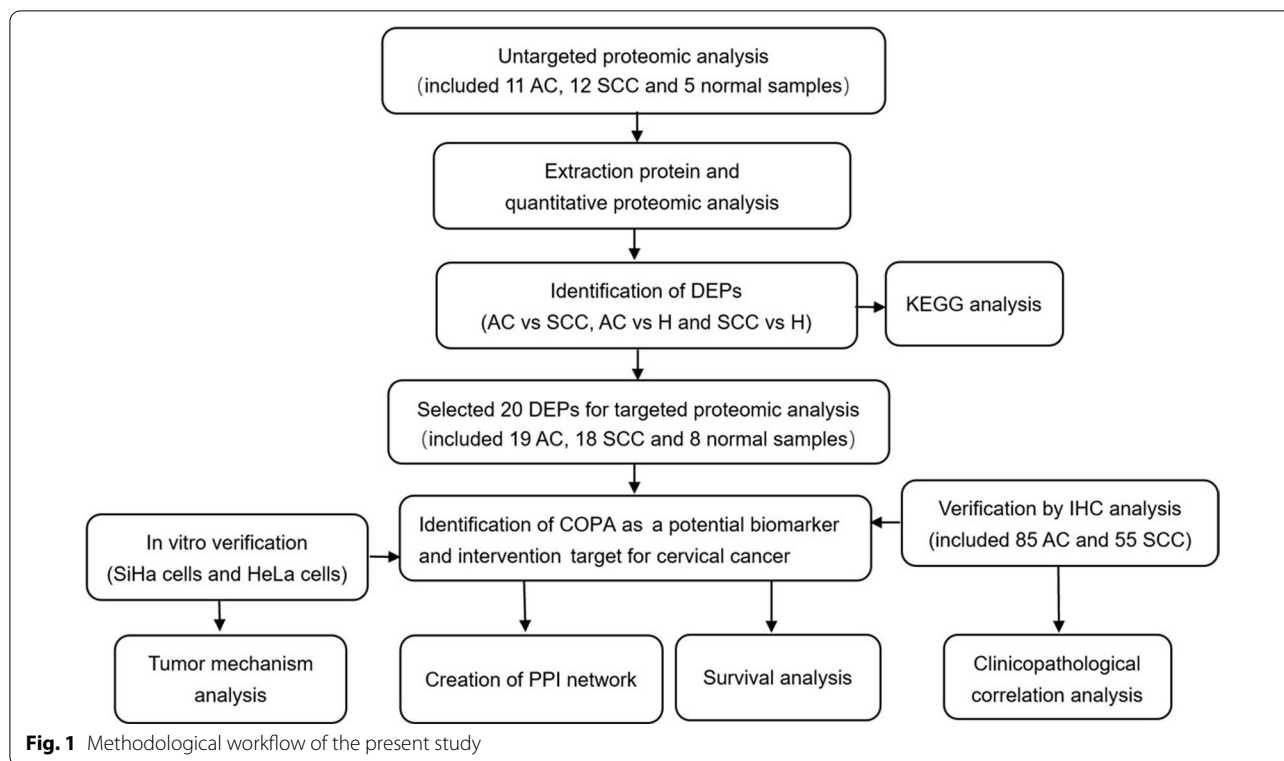 Untargeted proteomic analysis
(included 11 AC, 12 SCC and 5 normal samples)
Extraction protein and
quantitative proteomic analysis
Identification of DEPs
(AC vs SCC, AC vs H and SCC vs H)
KEGG analysis
Selected 20 DEPs for targeted proteomic analysis
(included 19 AC, 18 SCC and 8 normal samples)
In vitro verification
(SiHa cells and HeLa cells)
Identification of COPA as a potential biomarker
and intervention target for cervical cancer
Verification by IHC analysis
(included 85 AC and 55 SCC)
Tumor mechanism
analysis
Creation of PPI network
Survival analysis
Clinicopathological
correlation analysis
Fig. 1 Methodological workflow of the present study